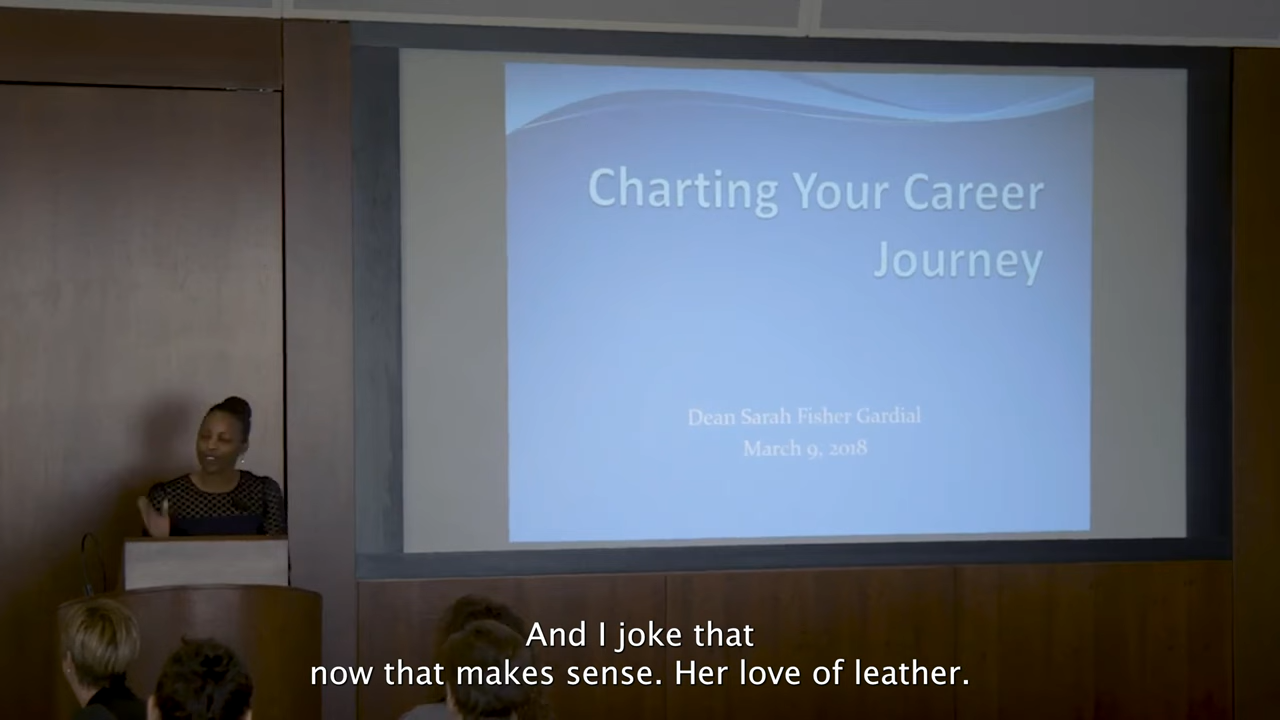 Charting Your Career
Journey
Dean Sarah Fisher Gardial
March 9, 2018
And I joke that
now that makes sense. Her love of leather.